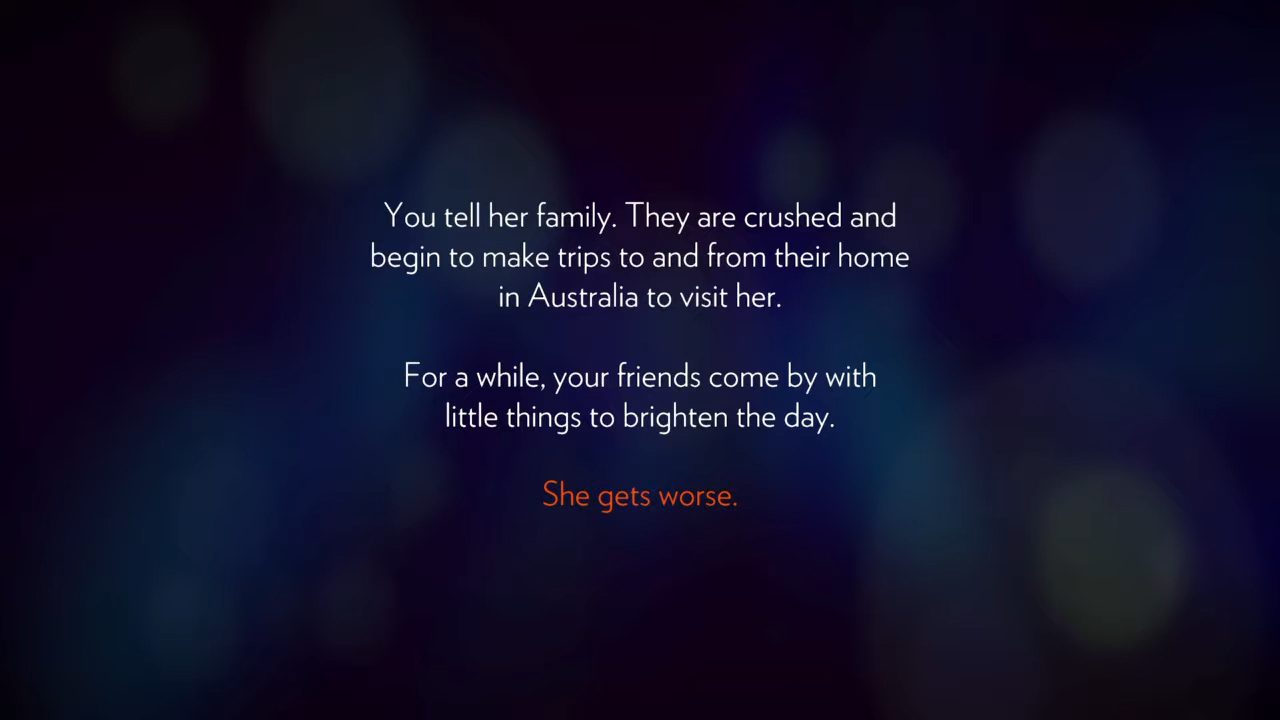 You tell her family. They are crushed and
begin to make trips to and from their home
in Australia to visit her.
For a while, your friends come by with
little things to brighten the day.
She gets worse.